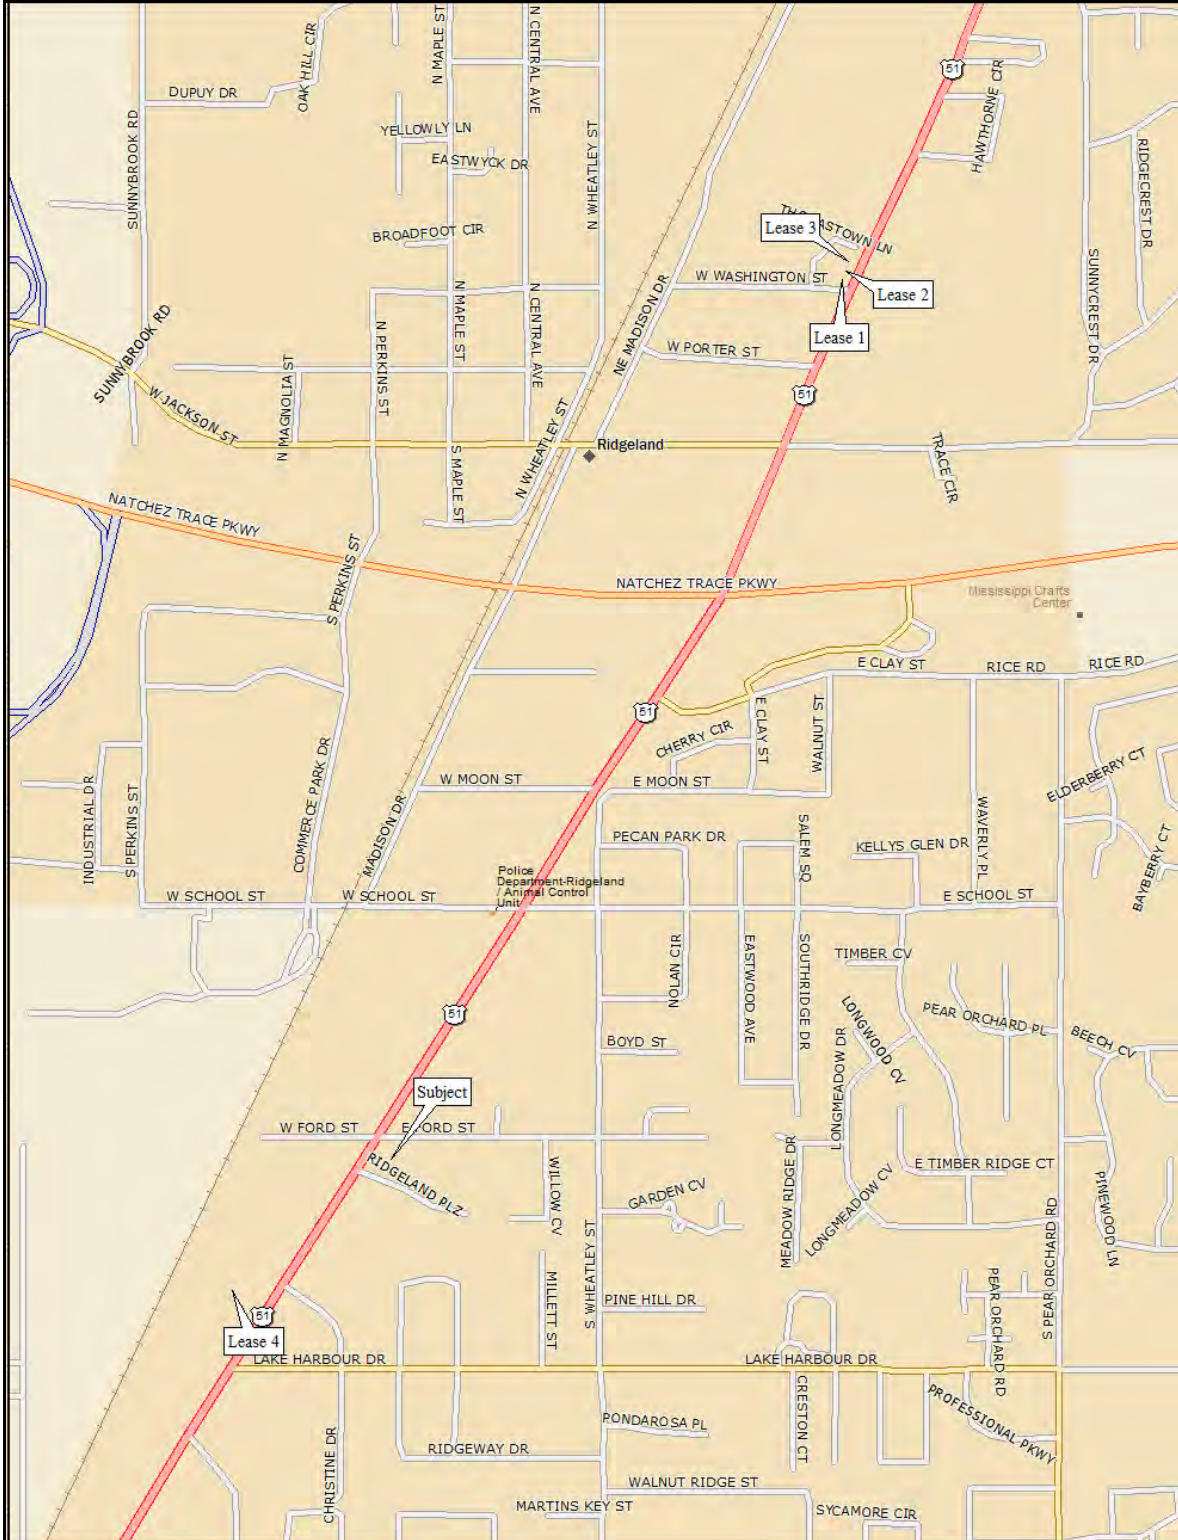 N MAPLE ST
N CENTRAL AVE
OAK HILL CIR
51
DUPUY DR
HAWTHORNE CIR
SUNNYBROOK RD
YELLOWLY LN
EASTWYCK DR
N WHEATLEY ST
RIDGECREST DR
BROADFOOT CIR
Lease 3
ASTOWN LN
W WASHINGTON ST
Lease 2
SUNNYCREST DR
N MAPLE ST
N CENTRAL AVE
NE MADISON DR
Lease 1
SUNNYBROOK RD
N PERKINS ST
W PORTER ST
51
W JACKSON ST
N MAGNOLIA ST
N WHEATLEY ST
Ridgeland
S MAPLE ST
TRACE CIR
NATCHEZ TRACE PKWY
S PERKINS ST
NATCHEZ TRACE PKWY
Mississippi Crafts
Center
E CLAY ST
RICE RD
RICE RD
51
E CLAY ST
WALNUT ST
CHERRY CIR
W MOON ST
E MOON ST
ELDERBERRY CT
INDUSTRIAL DR
S PERKINS ST
COMMERCE PARK DR
MADISON DR
PECAN PARK DR
SALEM SQ
KELLYS GLEN DR
WAVERLY PL
BAYBERRY CT
Police
Department-Ridgeland
/ Animal Control
Unit
W SCHOOL ST
W SCHOOL ST
E SCHOOL ST
NOLAN CIR
EASTWOOD AVE
SOUTHRIDGE DR
TIMBER CV
51
LONGWOOD CV
PEAR ORCHARD PL
BEECH CV
BOYD ST
LONGMEADOW DR
Subject
W FORD ST
E FORD ST
RIDGELAND PLZ
WILLOW CV
MEADOW RIDGE DR
E TIMBER RIDGE CT
GARDEN CV
LONGMEADOW CV
PINEWOOD LN
S WHEATLEY ST
S PEAR ORCHARD RD
MILLETT ST
PINE HILL DR
PEAR ORCHARD RD
51
Lease 4
LAKE HARBOUR DR
LAKE HARBOUR DR
CRESTON CT
PROFESSIONAL PKWY
PONDAROSA PL
CHRISTINE DR
RIDGEWAY DR
WALNUT RIDGE ST
MARTINS KEY ST
SYCAMORE CIR